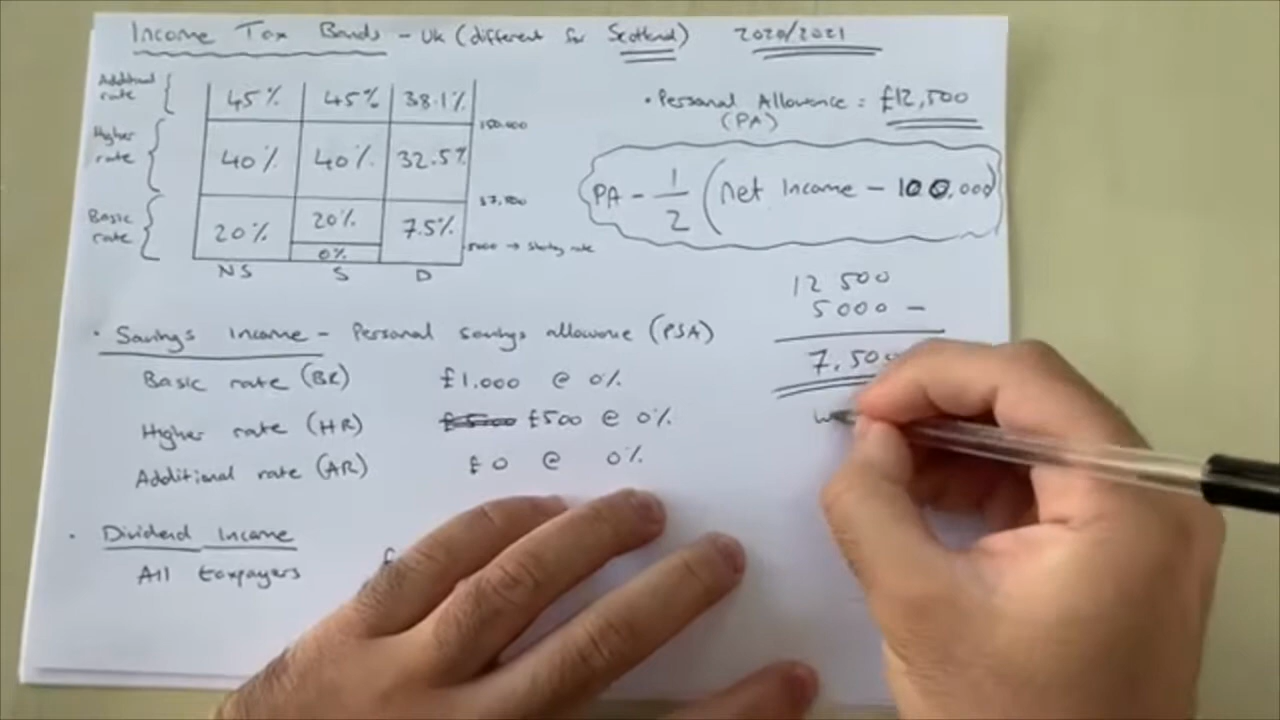 Income Tax Bands - UK (different for Scotland) 2020/2021
Additional rate
45% 45% 38.1%
150.000
Higher rate
40% 40% 32.5%
37,500
Basic rate
20% 20% 7.5%
0%
5000 → Starting rate
NS S D
• Personal Allowance = £12,500
(PA)
PA - 1/2 (net Income - 100.000)
12 500
5000 -
7.500
• Savings Income - Personal savings allowance (PSA)
Basic rate (BR) £1.000 @ 0%
Higher rate (HR) £500 @ 0%
Additional rate (AR) £0 @ 0%
• Dividend Income
All taxpayers £